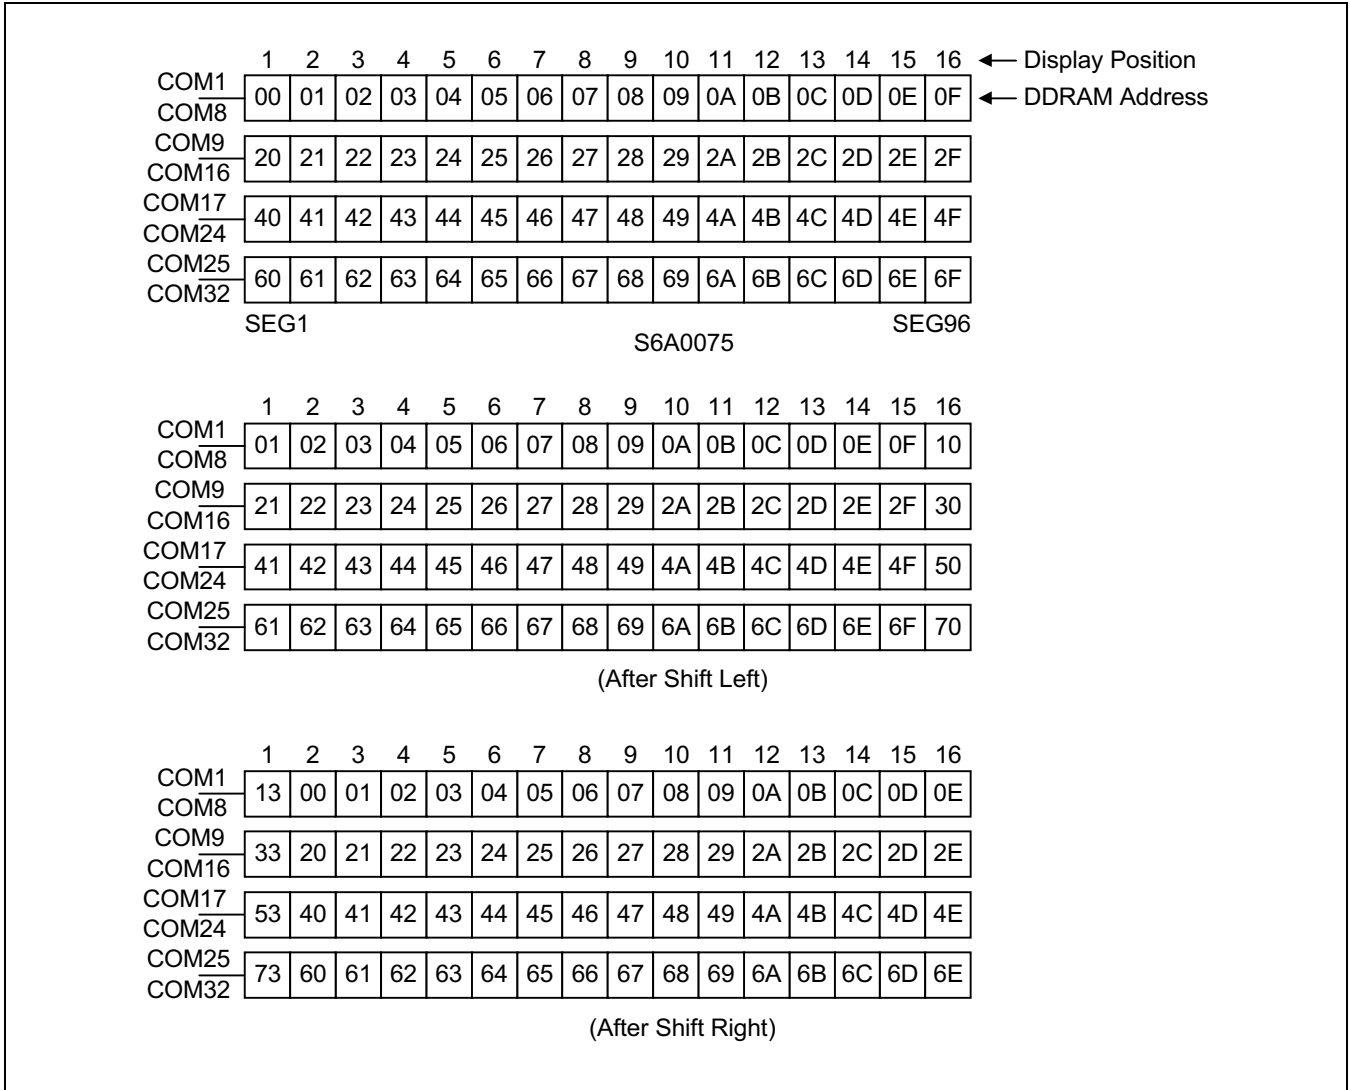 1 2 3 4 5 6 7 8 9 10 11 12 13 14 15 16 Display Position
COM1
00 01 02 03 04 05 06 07 08 09 0A 0B 0C 0D 0E 0F DDRAM Address
COM8
COM9
20 21 22 23 24 25 26 27 28 29 2A 2B 2C 2D 2E 2F
COM16
COM17
40 41 42 43 44 45 46 47 48 49 4A 4B 4C 4D 4E 4F
COM24
COM25
60 61 62 63 64 65 66 67 68 69 6A 6B 6C 6D 6E 6F
COM32
SEG1 SEG96
S6A0075
1 2 3 4 5 6 7 8 9 10 11 12 13 14 15 16
COM1
01 02 03 04 05 06 07 08 09 0A 0B 0C 0D 0E 0F 10
COM8
COM9
21 22 23 24 25 26 27 28 29 2A 2B 2C 2D 2E 2F 30
COM16
COM17
41 42 43 44 45 46 47 48 49 4A 4B 4C 4D 4E 4F 50
COM24
COM25
61 62 63 64 65 66 67 68 69 6A 6B 6C 6D 6E 6F 70
COM32
(After Shift Left)
1 2 3 4 5 6 7 8 9 10 11 12 13 14 15 16
COM1
13 00 01 02 03 04 05 06 07 08 09 0A 0B 0C 0D 0E
COM8
COM9
33 20 21 22 23 24 25 26 27 28 29 2A 2B 2C 2D 2E
COM16
COM17
53 40 41 42 43 44 45 46 47 48 49 4A 4B 4C 4D 4E
COM24
COM25
73 60 61 62 63 64 65 66 67 68 69 6A 6B 6C 6D 6E
COM32
(After Shift Right)